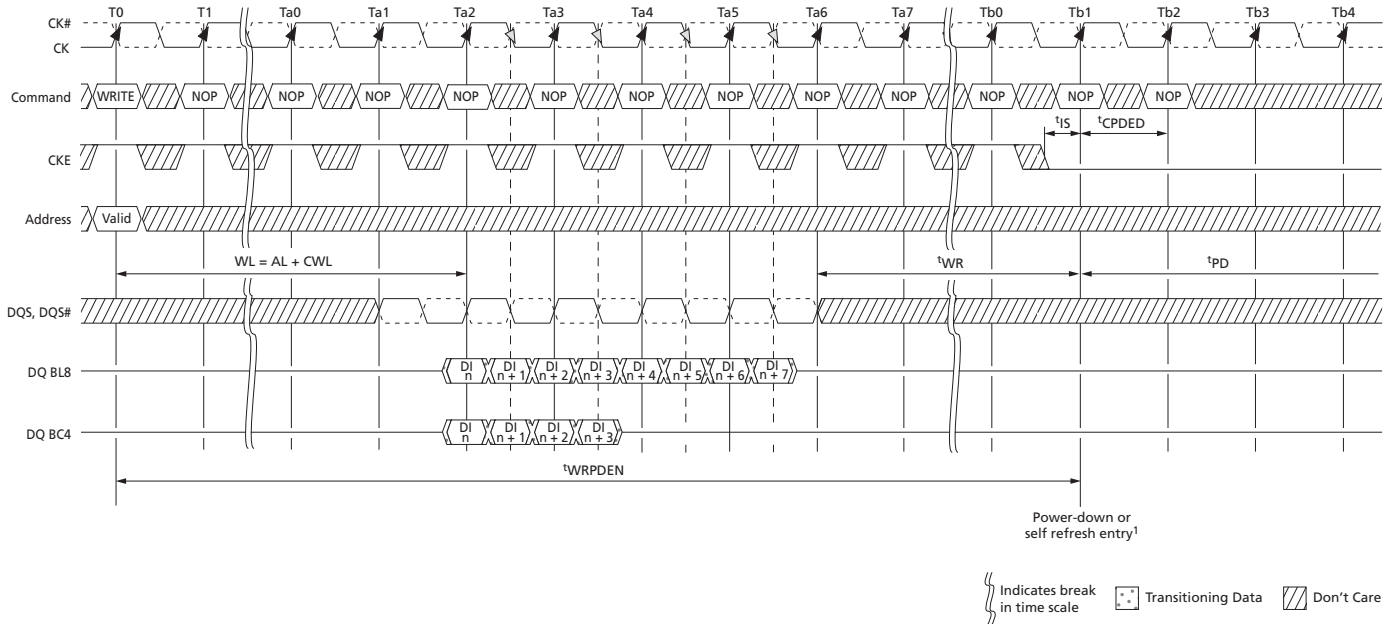 T0 T1 Ta0 Ta1 Ta2 Ta3 Ta4 Ta5 Ta6 Ta7 Tb0 Tb1 Tb2 Tb3 Tb4
CK#
CK
Command WRITE NOP NOP NOP NOP NOP NOP NOP NOP NOP NOP NOP NOP
tIS tCPDED
CKE
Address Valid
WL = AL + CWL tWR tPD
DQS, DQS#
DQ BL8 DI n DI n + 1 DI n + 2 DI n + 3 DI n + 4 DI n + 5 DI n + 6 DI n + 7
DQ BC4 DI n DI n + 1 DI n + 2 DI n + 3
tWRPDEN
Power-down or
self refresh entry1
Indicates break
in time scale
Transitioning Data
Don't Care